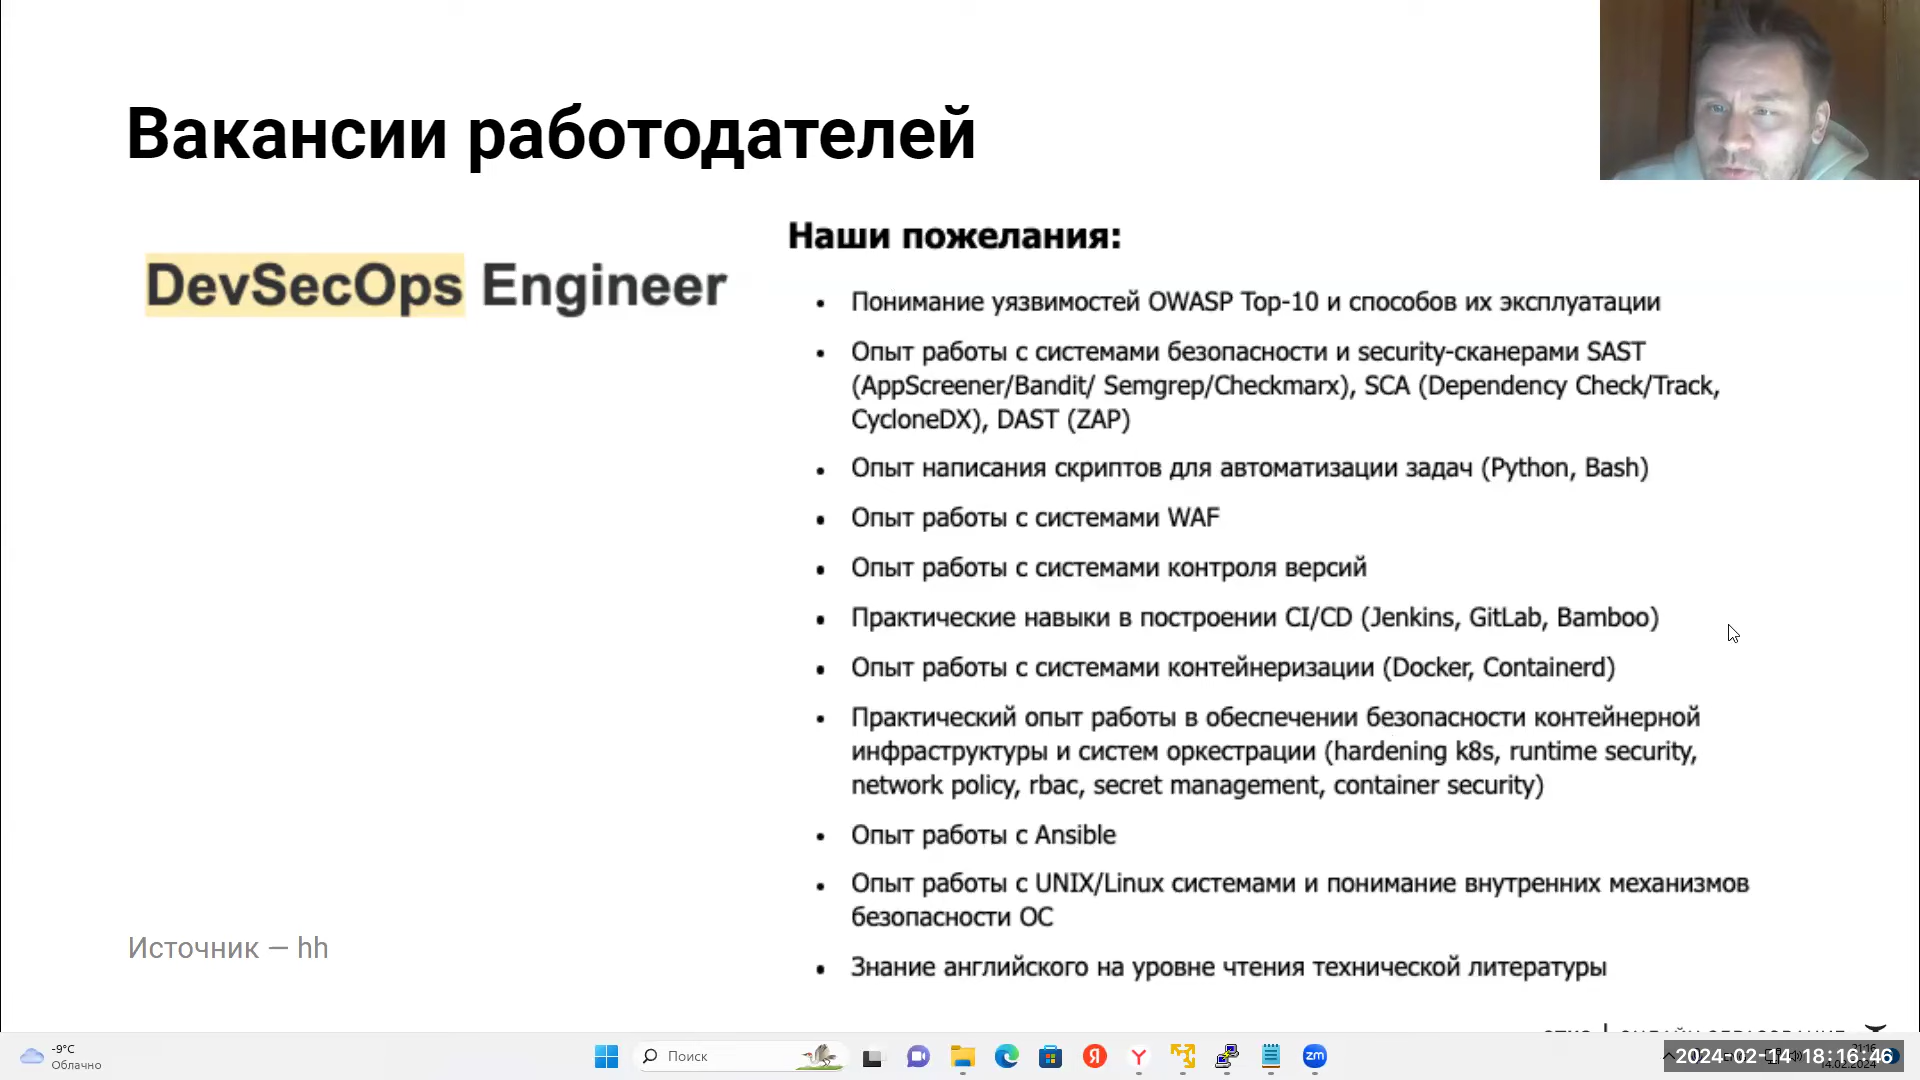 Вакансии работодателей
DevSecOps Engineer
Наши пожелания:
• Понимание уязвимостей OWASP Top-10 и способов их эксплуатации
• Опыт работы с системами безопасности и security-сканерами SAST
(AppScreener/Bandit/ Semgrep/Checkmarx), SCA (Dependency Check/Track,
CycloneDX), DAST (ZAP)
• Опыт написания скриптов для автоматизации задач (Python, Bash)
• Опыт работы с системами WAF
• Опыт работы с системами контроля версий
• Практические навыки в построении CI/CD (Jenkins, GitLab, Bamboo)
• Опыт работы с системами контейнеризации (Docker, Containerd)
• Практический опыт работы в обеспечении безопасности контейнерной
инфраструктуры и систем оркестрации (hardening k8s, runtime security,
network policy, rbac, secret management, container security)
• Опыт работы с Ansible
• Опыт работы с UNIX/Linux системами и понимание внутренних механизмов
безопасности ОС
• Знание английского на уровне чтения технической литературы
Источник — hh
-9°C
Облачно
Поиск
Я
Y
zm
2024-02-14 18:16:46